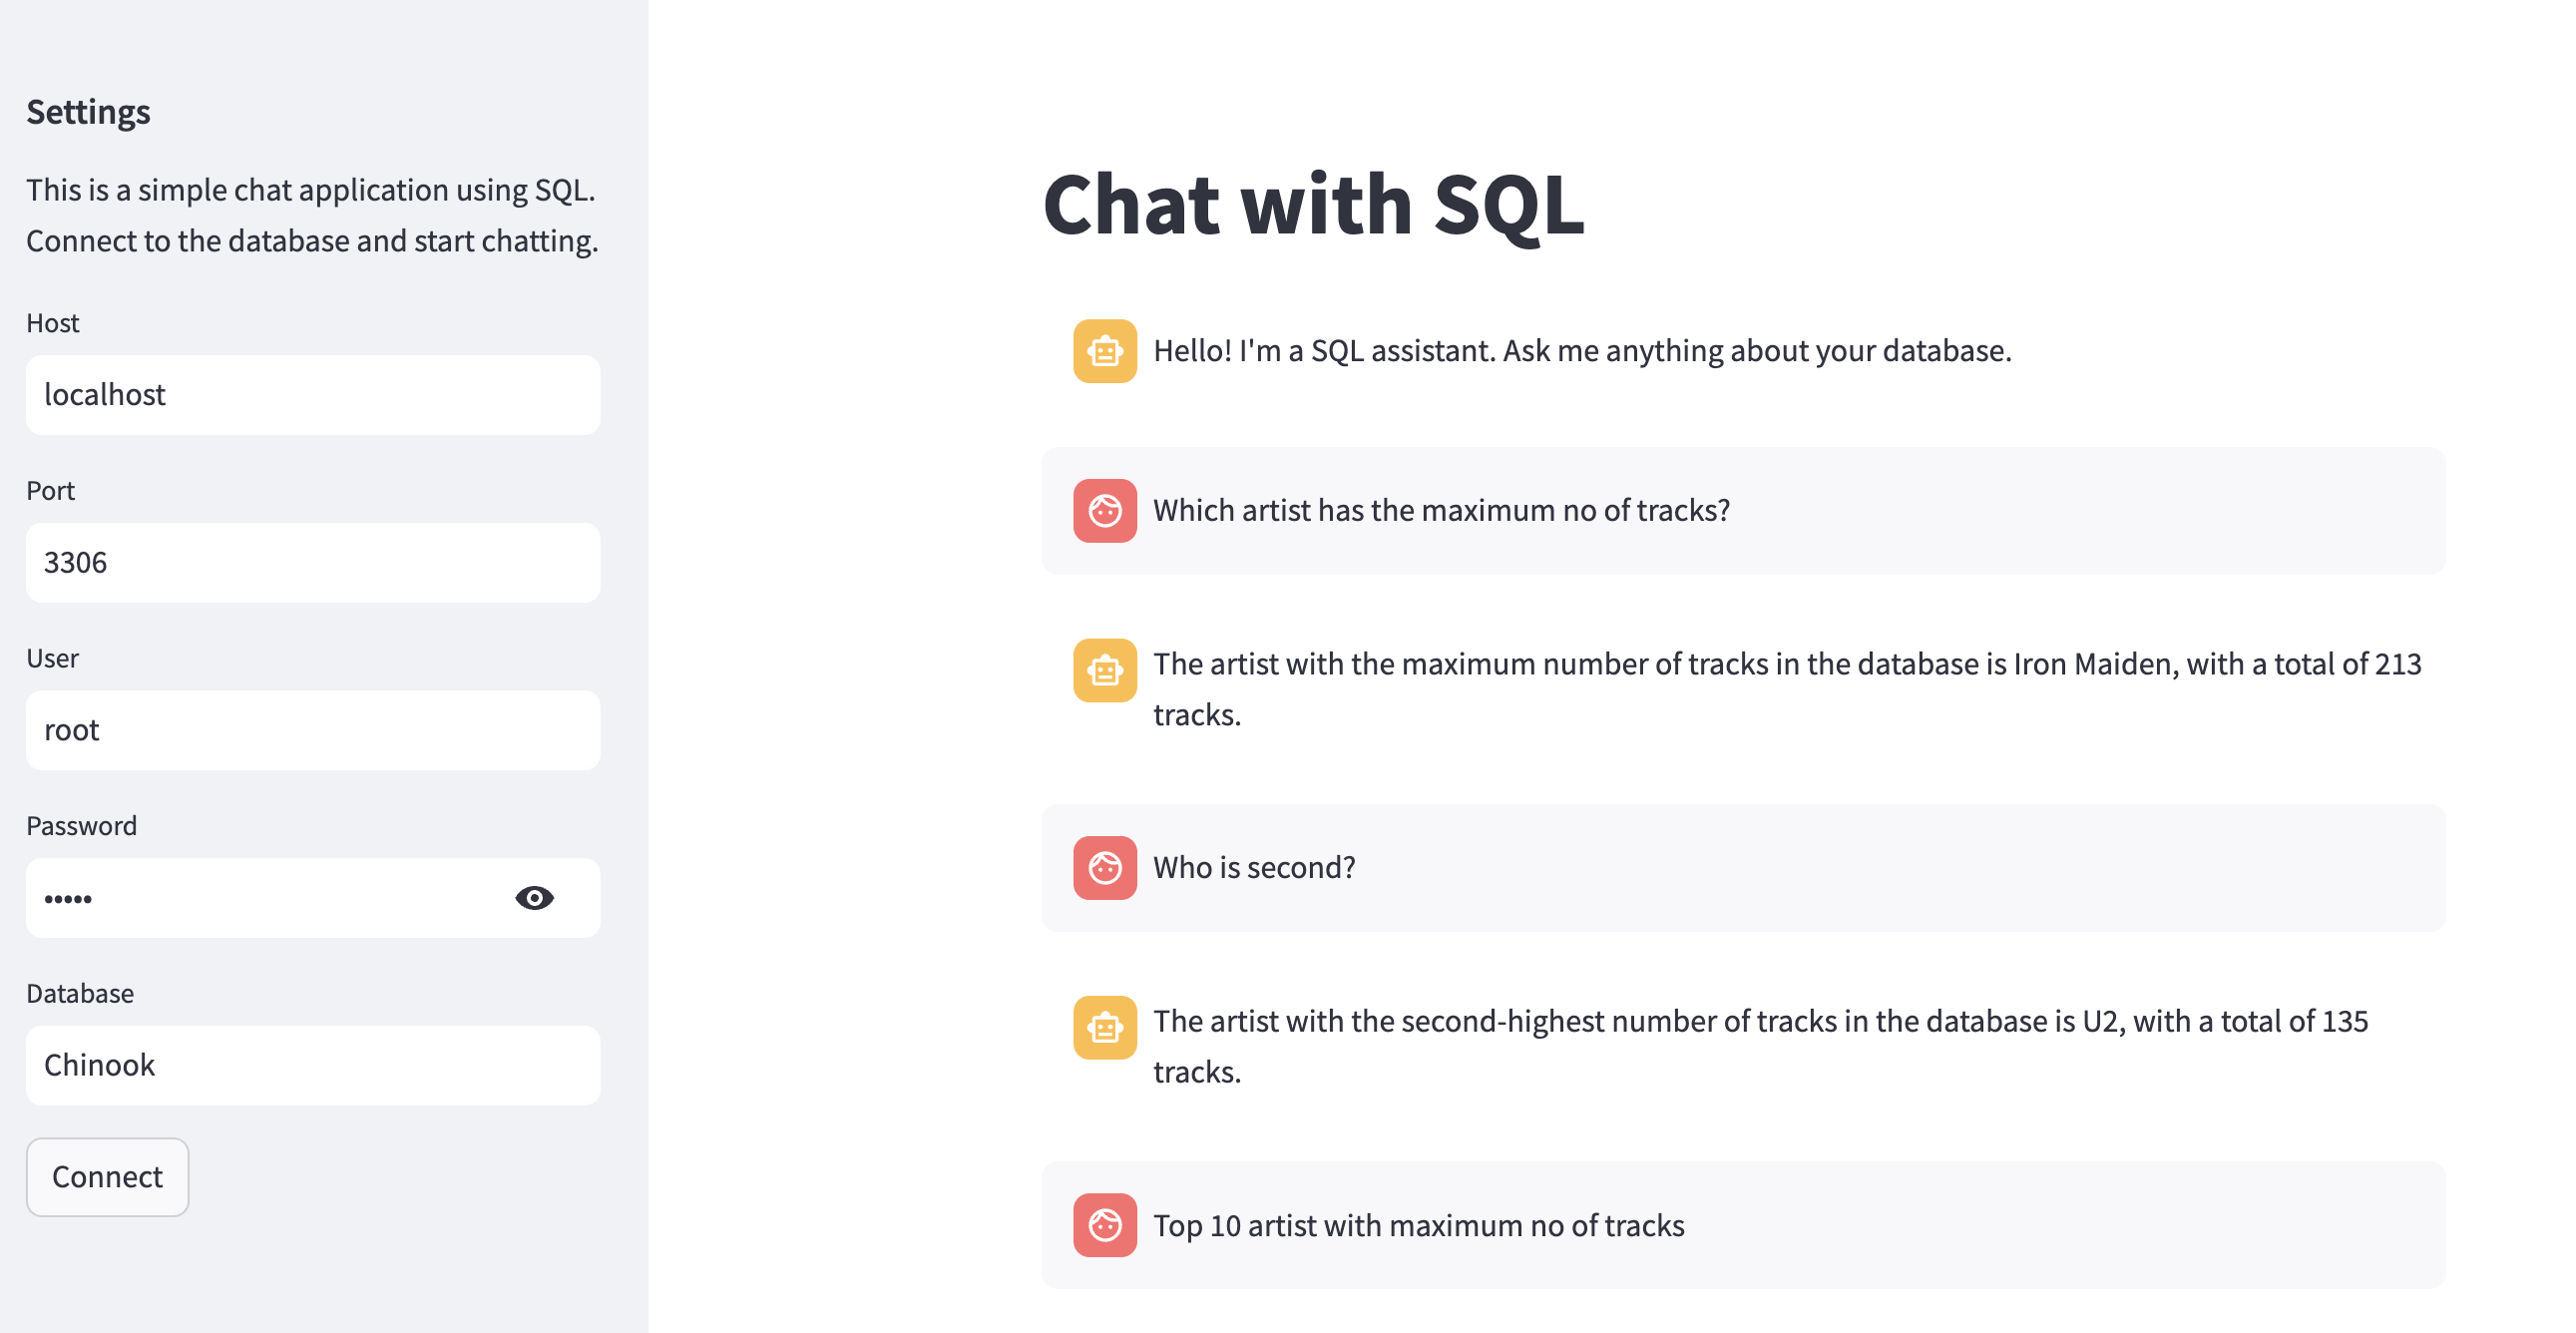 Settings
This is a simple chat application using SQL.
Connect to the database and start chatting.
Host
localhost
Port
3306
User
root
Password
•••••
Database
Chinook
Connect
Chat with SQL
Hello! I'm a SQL assistant. Ask me anything about your database.
Which artist has the maximum no of tracks?
The artist with the maximum number of tracks in the database is Iron Maiden, with a total of 213
tracks.
Who is second?
The artist with the second-highest number of tracks in the database is U2, with a total of 135
tracks.
Top 10 artist with maximum no of tracks